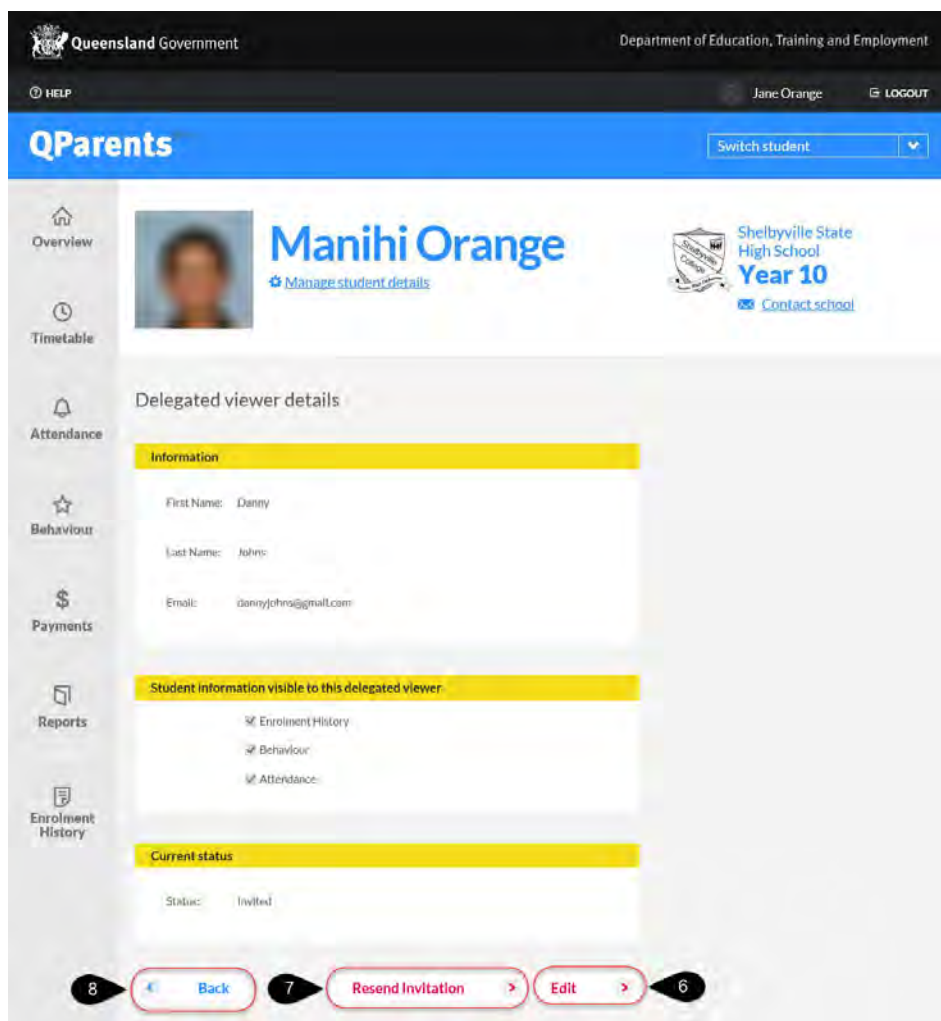 Queensland Government
Department of Education, Training and Employment
HELP
Jane Orange
LOGOUT
QParents
Switch student
Overview
Timetable
Attendance
Behaviour
Payments
Reports
Enrolment
History
Manihi Orange
Manage student details
Shelbyville
College
Shelbyville State
High School
Year 10
Contact school
Delegated viewer details
Information
First Name: Danny
Last Name: Johns
Email: dannyjohns@gmail.com
Student information visible to this delegated viewer
Enrolment History
Behaviour
Attendance
Current status
Status: Invited
8
Back
7
Resend Invitation
Edit
6